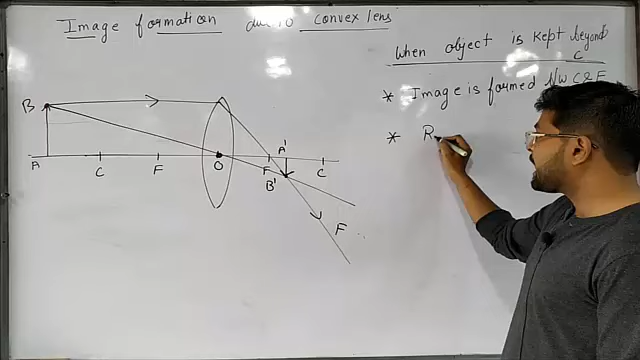 Image formation due to convex lens
When object is kept beyond
C
* Image is formed b/w C & F
* R
B
A C F O F A' C
B'
F